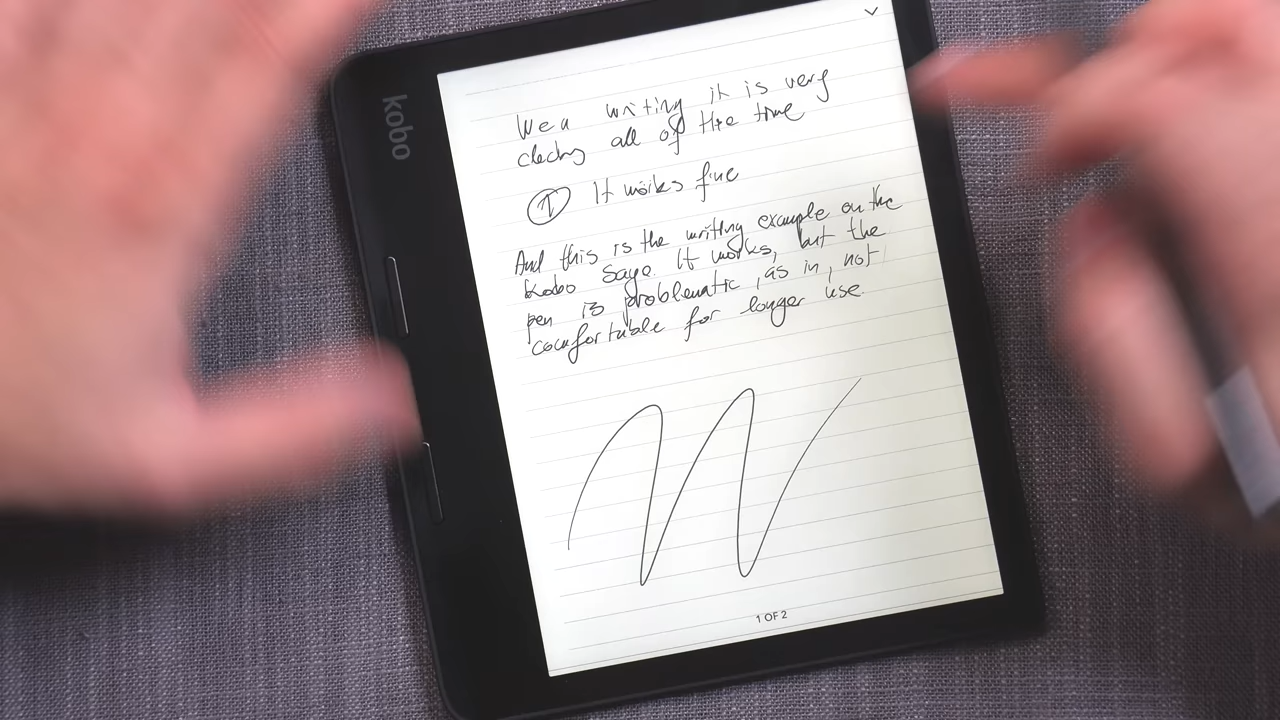 kobo
Wen writing it is very
clacky all of the time
① It works fine
And this is the writing example on the
kobo Sage. It works, but the
pen is problematic, as in, not
comfortable for longer use
1 OF 2